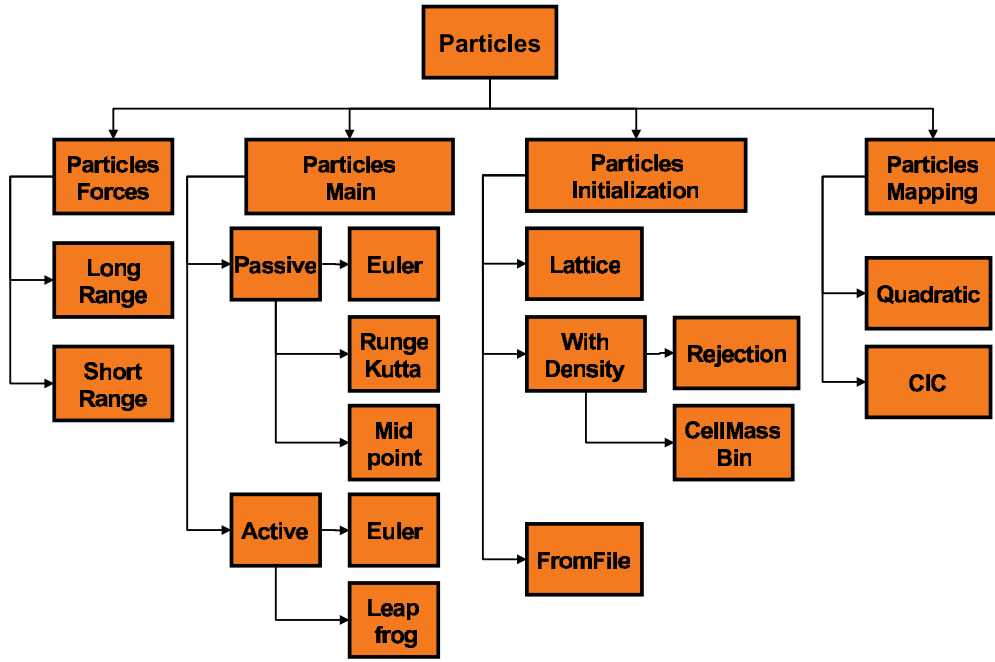 Particles
Particles
Forces
Long
Range
Short
Range
Particles
Main
Passive
Euler
Runge
Kutta
Mid
point
Active
Euler
Leap
frog
Particles
Initialization
Lattice
With
Density
Rejection
CellMass
Bin
FromFile
Particles
Mapping
Quadratic
CIC